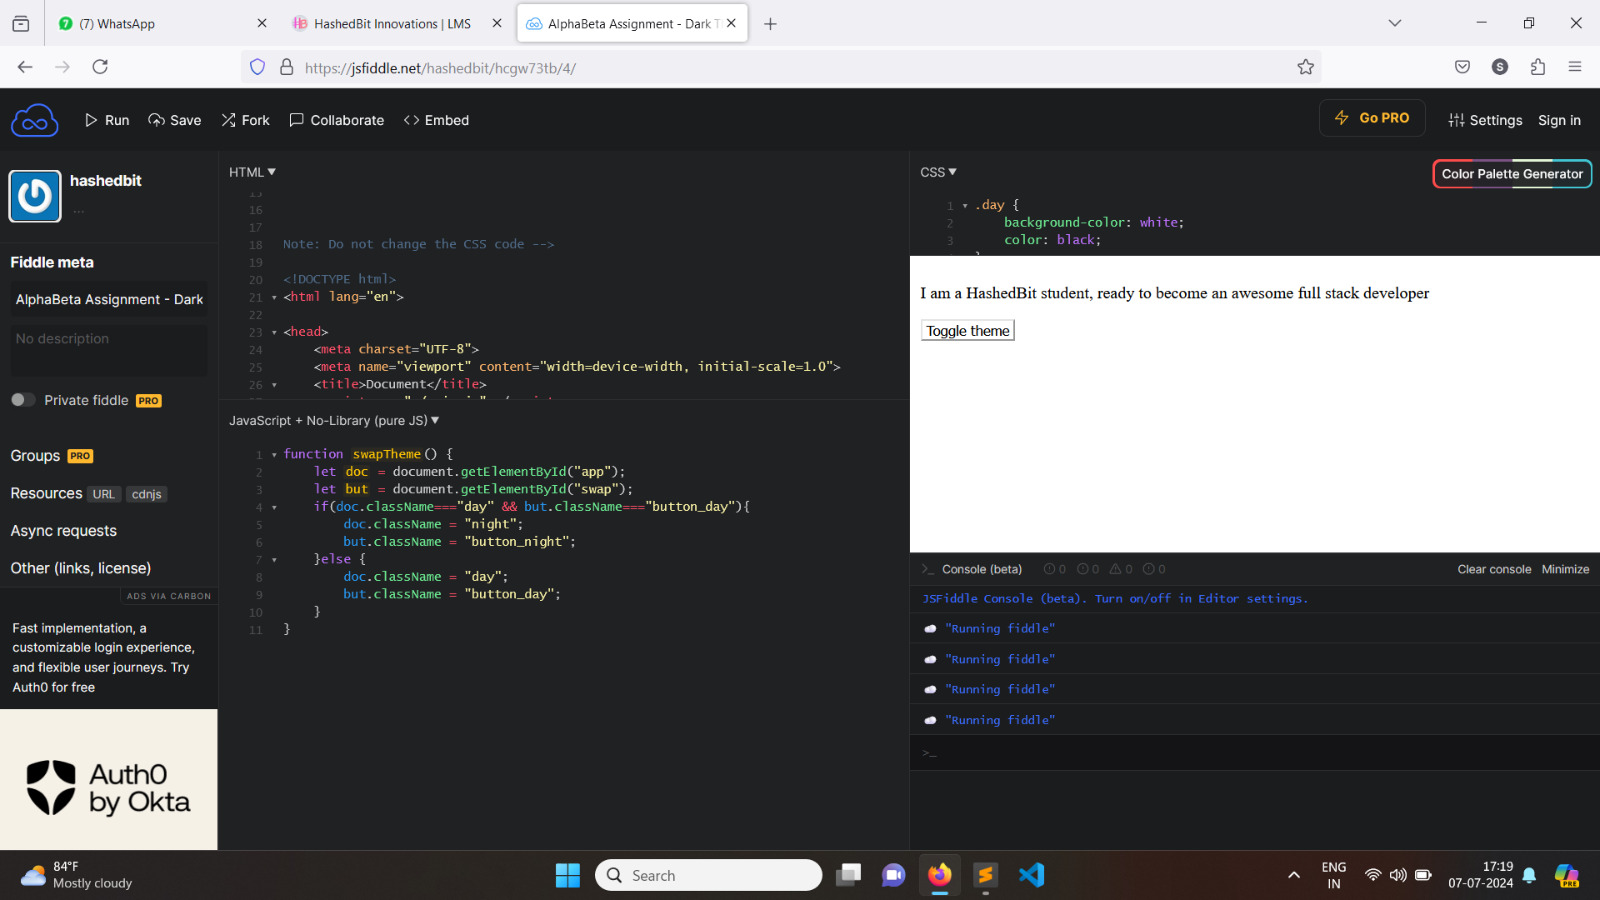 (7) WhatsApp
HashedBit Innovations | LMS
AlphaBeta Assignment - Dark T
https://jsfiddle.net/hashedbit/hcgw73tb/4/
S
Run
Save
Fork
Collaborate
Embed
Go PRO
Settings
Sign in
hashedbit
...
Fiddle meta
AlphaBeta Assignment - Dark
No description
Private fiddle PRO
Groups PRO
Resources URL cdnjs
Async requests
Other (links, license)
ADS VIA CARBON
Fast implementation, a
customizable login experience,
and flexible user journeys. Try
Auth0 for free
Auth0
by Okta
HTML
15
16
17
18 Note: Do not change the CSS code -->
19
20 <!DOCTYPE html>
21 <html lang="en">
22
23 <head>
24 <meta charset="UTF-8">
25 <meta name="viewport" content="width=device-width, initial-scale=1.0">
26 <title>Document</title>
JavaScript + No-Library (pure JS)
1 function swapTheme() {
2 let doc = document.getElementById("app");
3 let but = document.getElementById("swap");
4 if(doc.className==="day" && but.className==="button_day"){
5 doc.className = "night";
6 but.className = "button_night";
7 }else {
8 doc.className = "day";
9 but.className = "button_day";
10 }
11 }
CSS
Color Palette Generator
1 .day {
2 background-color: white;
3 color: black;
I am a HashedBit student, ready to become an awesome full stack developer
Toggle theme
>_ Console (beta) 0 0 0 0 Clear console Minimize
JSFiddle Console (beta). Turn on/off in Editor settings.
"Running fiddle"
"Running fiddle"
"Running fiddle"
"Running fiddle"
>_
84°F
Mostly cloudy
Search
ENG
IN
17:19
07-07-2024
PRE